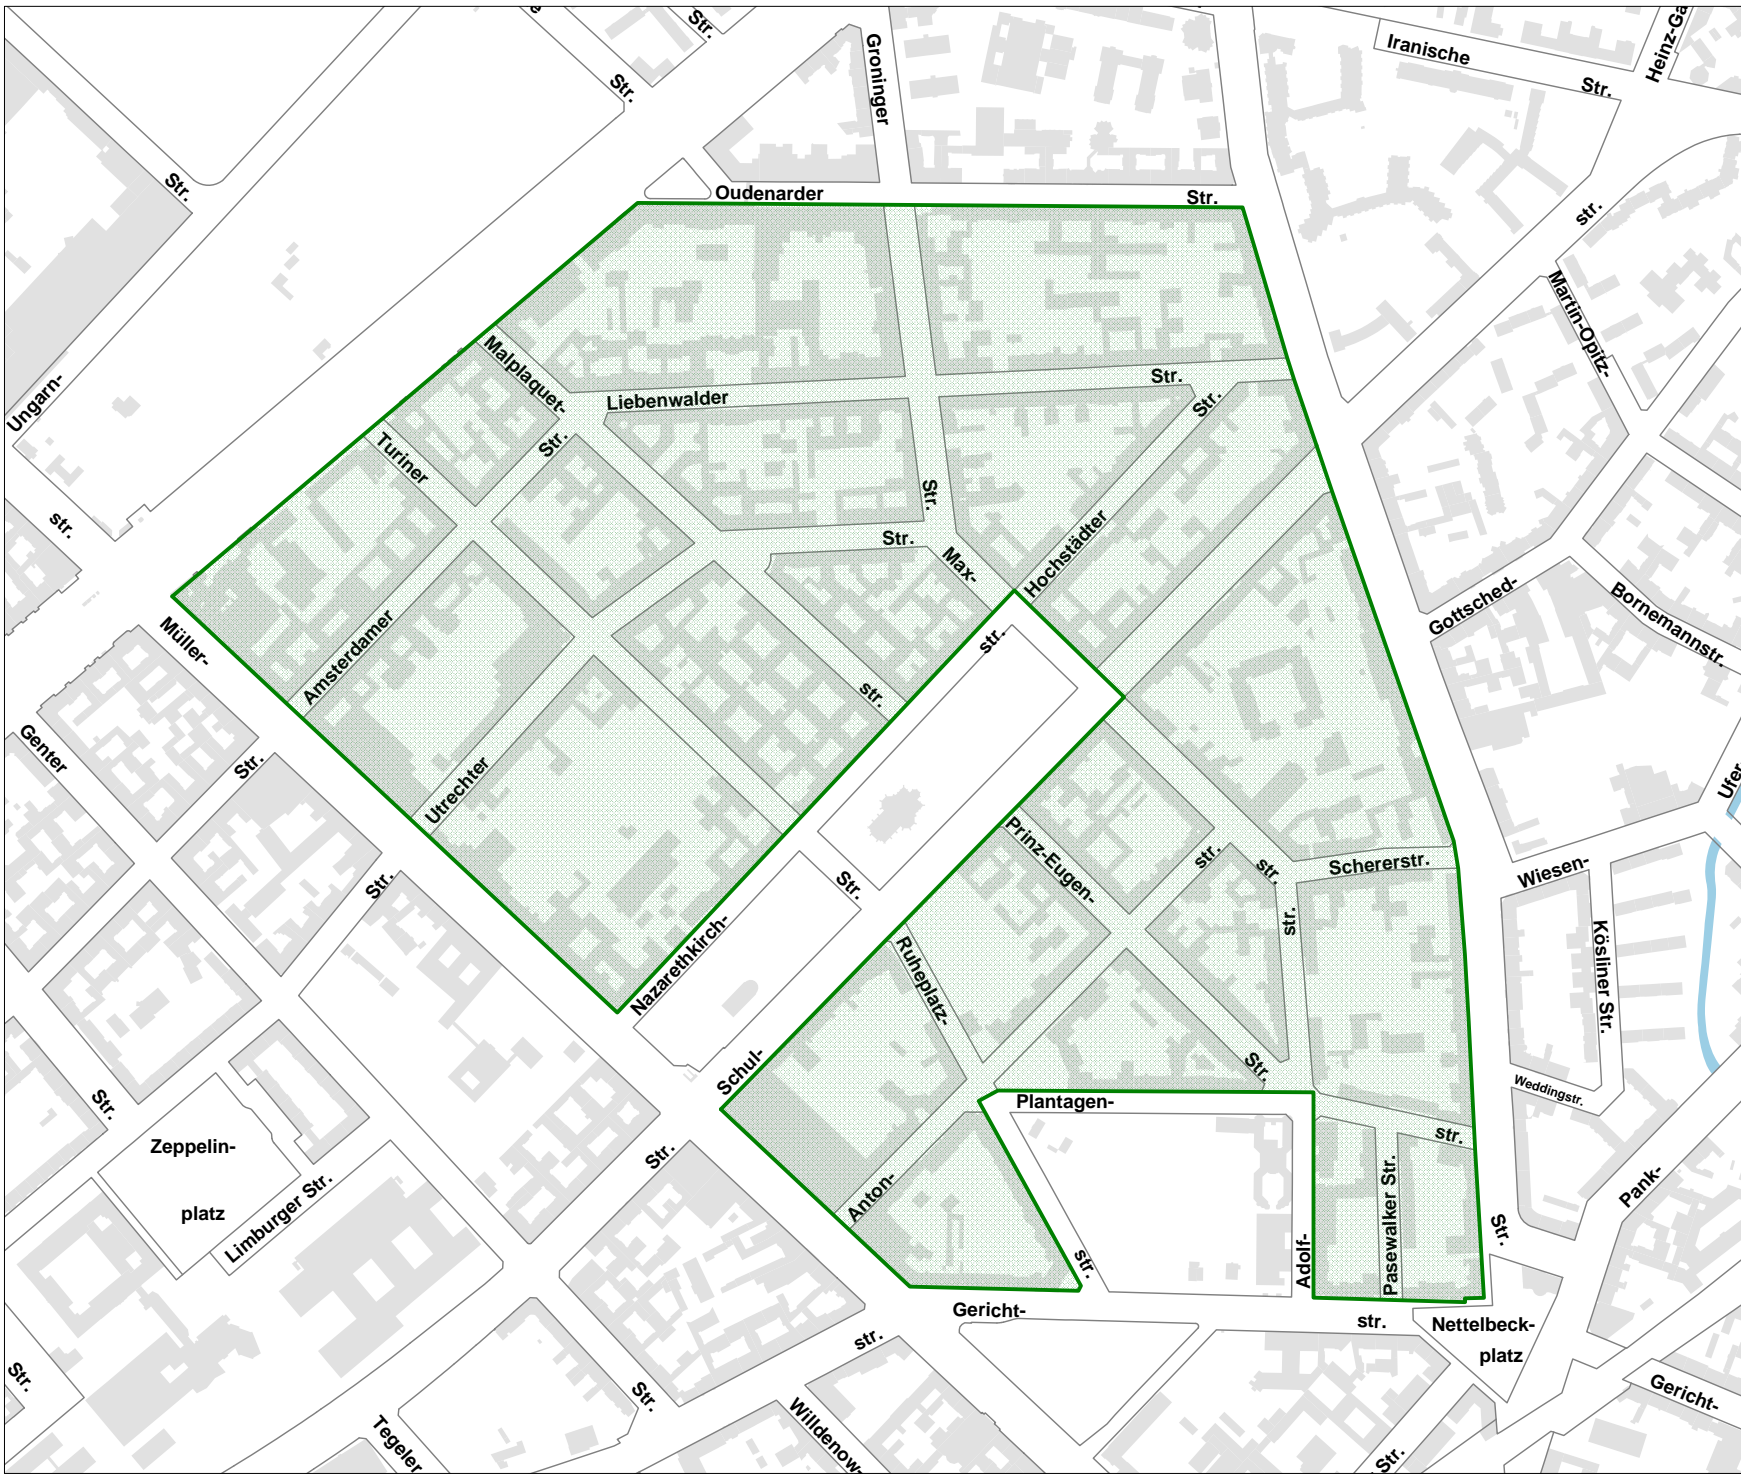 Str.
Groninger
Iranische
Heinz-Ga
Str.
Str.
Str.
Oudenarder
Str.
str.
Martin-Opitz-
Malplaquet-
Liebenwalder
Str.
Str.
Ungarn-
Turiner
Str.
Str.
str.
Str.
Max-
Hochstädter
Gottsched-
Bornemannstr.
Müller-
Amsterdamer
str.
str.
Genter
Str.
Utrechter
Ufer
Prinz-Eugen-
str.
str.
Schererstr.
Wiesen-
Str.
Str.
str.
Nazarethkirch-
Ruheplatz-
Kösliner Str.
Schul-
Str.
Weddingstr.
Str.
Plantagen-
Zeppelin-
platz
Limburger Str.
Str.
str.
Pank-
Anton-
Pasewalker Str.
Str.
str.
Adolf-
Gericht-
str.
Nettelbeck-
platz
str.
Str.
Str.
Gericht-
Tegeler
Willdenow-
Str.